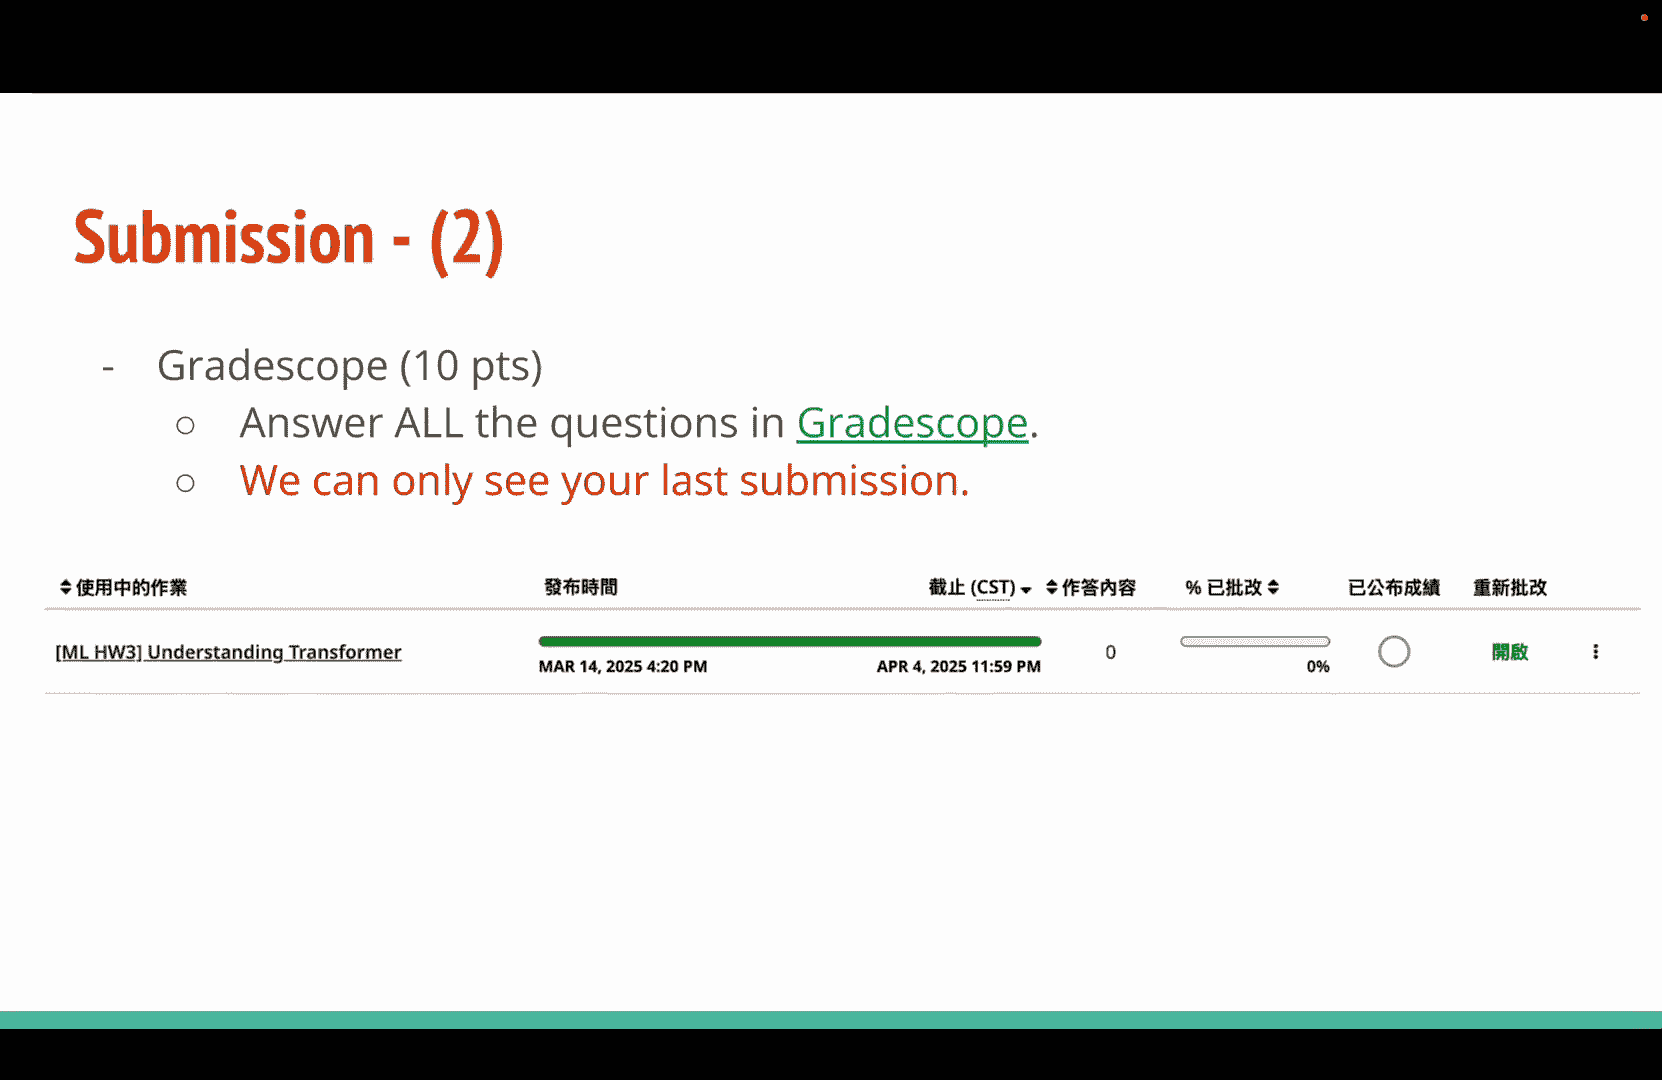 Submission - (2)
- Gradescope (10 pts)
○ Answer ALL the questions in Gradescope.
○ We can only see your last submission.
使用中的作業 發布時間 截止 (CST) 作答內容 % 已批改 已公布成績 重新批改
[ML HW3] Understanding Transformer MAR 14, 2025 4:20 PM APR 4, 2025 11:59 PM 0 0% 開啟